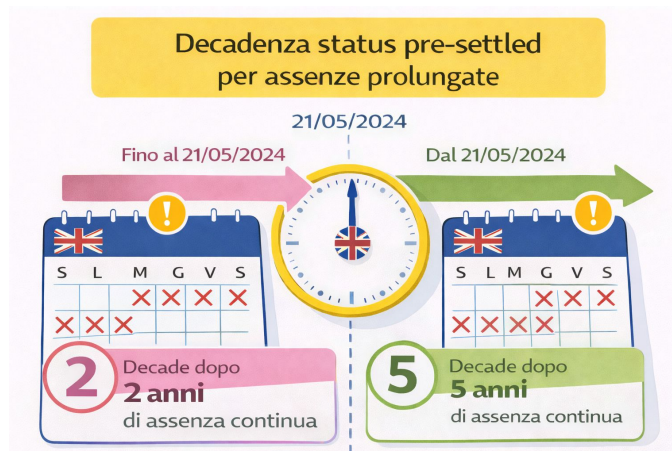 Decadenza status pre-settled
per assenze prolungate
21/05/2024
Fino al 21/05/2024
Dal 21/05/2024
!
!
S L M G V S
S L M G V S
2
Decade dopo
2 anni
di assenza continua
5
Decade dopo
5 anni
di assenza continua